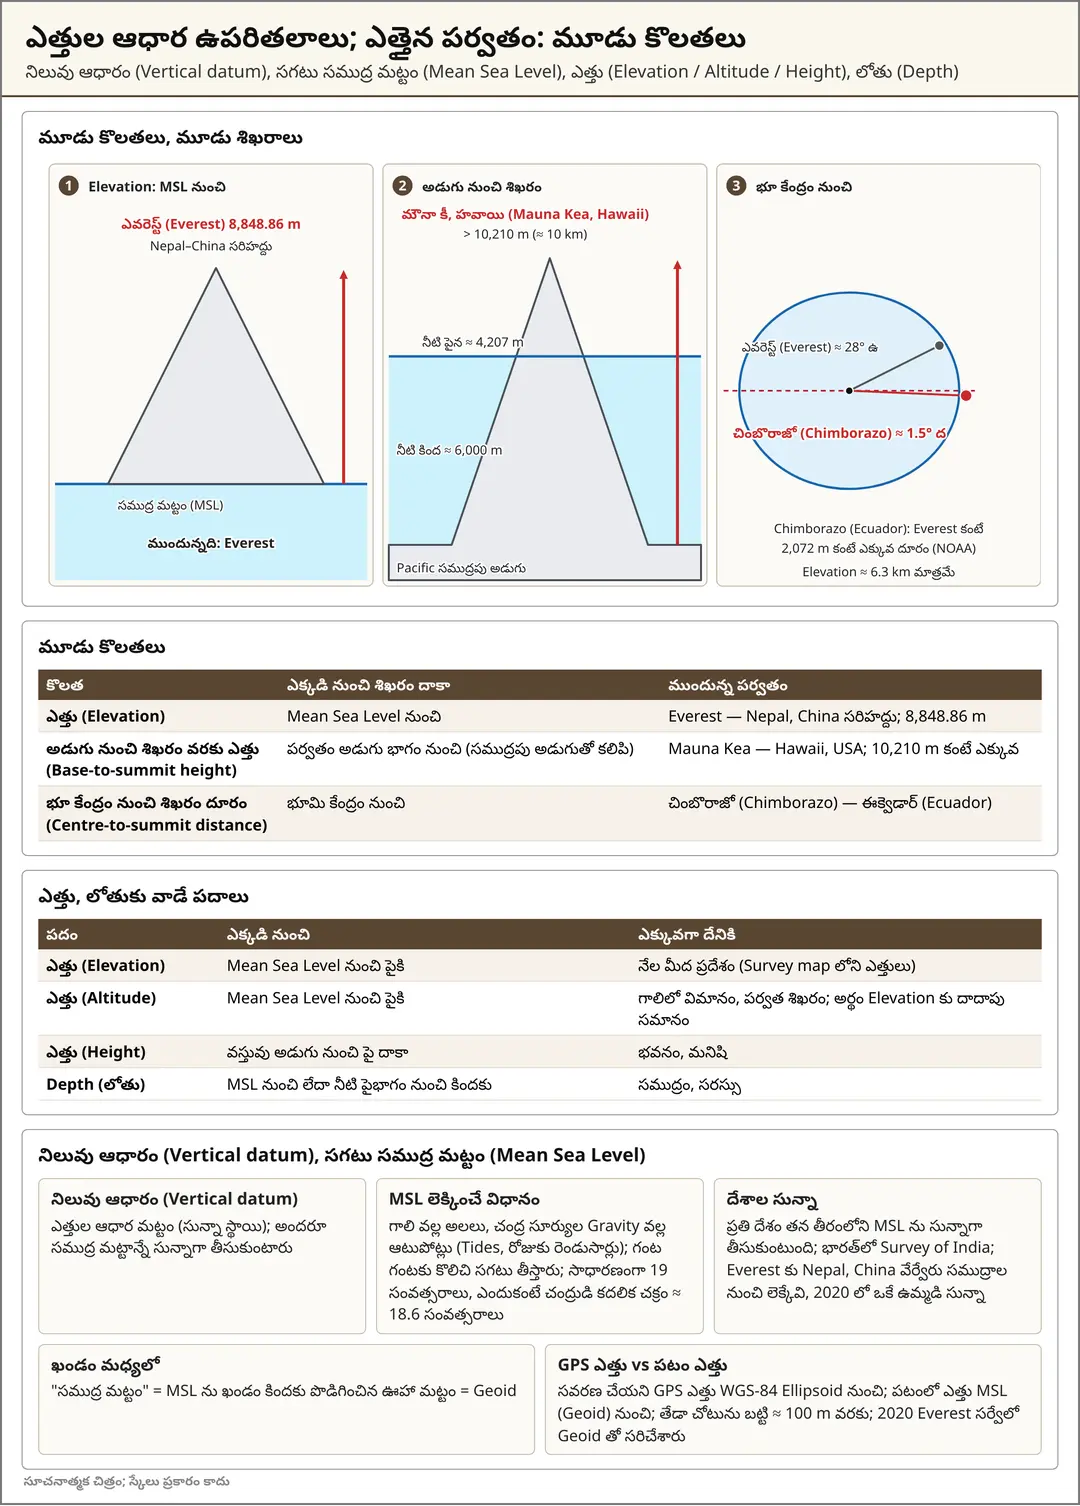 ఎత్తుల ఆధార ఉపరితలాలు; ఎత్తైన పర్వతం: మూడు కొలతలు
నిలువు ఆధారం (Vertical datum), సగటు సముద్ర మట్టం (Mean Sea Level), ఎత్తు (Elevation / Altitude / Height), లోతు (Depth)
మూడు కొలతలు, మూడు శిఖరాలు
1 Elevation: MSL నుంచి
ఎవరెస్ట్ (Everest) 8,848.86 m
Nepal–China సరిహద్దు
సముద్ర మట్టం (MSL)
ముందున్నది: Everest
2 అడుగు నుంచి శిఖరం
మౌనా కీ, హవాయి (Mauna Kea, Hawaii)
> 10,210 m (≈ 10 km)
నీటి పైన ≈ 4,207 m
నీటి కింద ≈ 6,000 m
Pacific సముద్రపు అడుగు
3 భూ కేంద్రం నుంచి
ఎవరెస్ట్ (Everest) ≈ 28° ఉ
చింబొరాజో (Chimborazo) ≈ 1.5° ద
Chimborazo (Ecuador): Everest కంటే
2,072 m కంటే ఎక్కువ దూరం (NOAA)
Elevation ≈ 6.3 km మాత్రమే
మూడు కొలతలు
కొలత ఎక్కడి నుంచి శిఖరం దాకా ముందున్న పర్వతం
ఎత్తు (Elevation) Mean Sea Level నుంచి Everest — Nepal, China సరిహద్దు; 8,848.86 m
అడుగు నుంచి శిఖరం వరకు ఎత్తు పర్వతం అడుగు భాగం నుంచి (సముద్రపు అడుగుతో కలిపి) Mauna Kea — Hawaii, USA; 10,210 m కంటే ఎక్కువ
(Base-to-summit height)
భూ కేంద్రం నుంచి శిఖరం దూరం భూమి కేంద్రం నుంచి చింబొరాజో (Chimborazo) — ఈక్వెడార్ (Ecuador)
(Centre-to-summit distance)
ఎత్తు, లోతుకు వాడే పదాలు
పదం ఎక్కడి నుంచి ఎక్కువగా దేనికి
ఎత్తు (Elevation) Mean Sea Level నుంచి పైకి నేల మీద ప్రదేశం (Survey map లోని ఎత్తులు)
ఎత్తు (Altitude) Mean Sea Level నుంచి పైకి గాలిలో విమానం, పర్వత శిఖరం; అర్థం Elevation కు దాదాపు
సమానం
ఎత్తు (Height) వస్తువు అడుగు నుంచి పై దాకా భవనం, మనిషి
Depth (లోతు) MSL నుంచి లేదా నీటి పైభాగం నుంచి కిందకు సముద్రం, సరస్సు
నిలువు ఆధారం (Vertical datum), సగటు సముద్ర మట్టం (Mean Sea Level)
నిలువు ఆధారం (Vertical datum)
ఎత్తుల ఆధార మట్టం (సున్నా స్థాయి); అందరూ
సముద్ర మట్టాన్నే సున్నాగా తీసుకుంటారు
MSL లెక్కించే విధానం
గాలి వల్ల అలలు, చంద్ర సూర్యుల Gravity వల్ల
ఆటుపోట్లు (Tides, రోజుకు రెండుసార్లు); గంట
గంటకు కొలిచి సగటు తీస్తారు; సాధారణంగా 19
సంవత్సరాలు, ఎందుకంటే చంద్రుడి కదలిక చక్రం ≈
18.6 సంవత్సరాలు
దేశాల సున్నా
ప్రతి దేశం తన తీరంలోని MSL ను సున్నాగా
తీసుకుంటుంది; భారత్‌లో Survey of India;
Everest కు Nepal, China వేర్వేరు సముద్రాల
నుంచి లెక్కేవి, 2020 లో ఒకే ఉమ్మడి సున్నా
ఖండం మధ్యలో
"సముద్ర మట్టం" = MSL ను ఖండం కిందకు పొడిగించిన ఊహా మట్టం = Geoid
GPS ఎత్తు vs పటం ఎత్తు
సవరణ చేయని GPS ఎత్తు WGS-84 Ellipsoid నుంచి; పటంలో ఎత్తు MSL
(Geoid) నుంచి; తేడా చోటును బట్టి ≈ 100 m వరకు; 2020 Everest సర్వేలో
Geoid తో సరిచేశారు
సూచనాత్మక చిత్రం; స్కేలు ప్రకారం కాదు